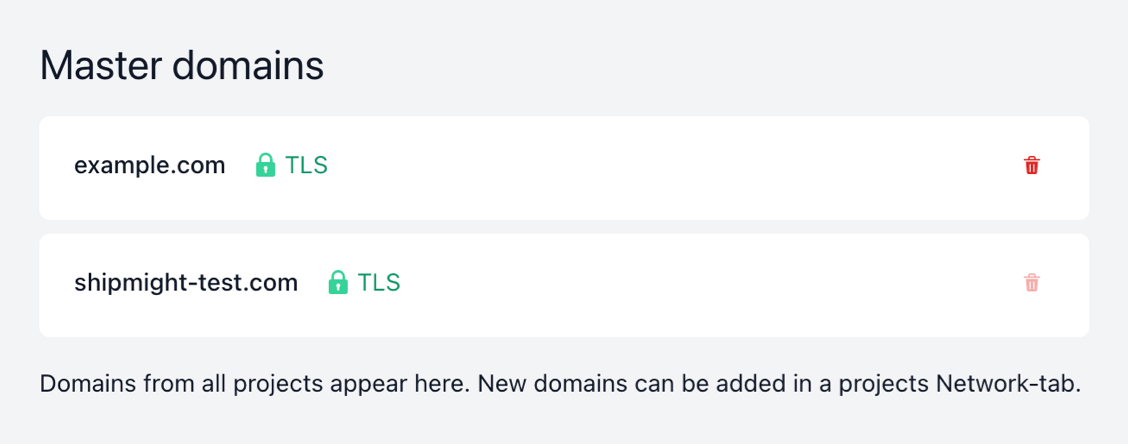 Master domains
example.com TLS
shipmight-test.com TLS
Domains from all projects appear here. New domains can be added in a projects Network-tab.